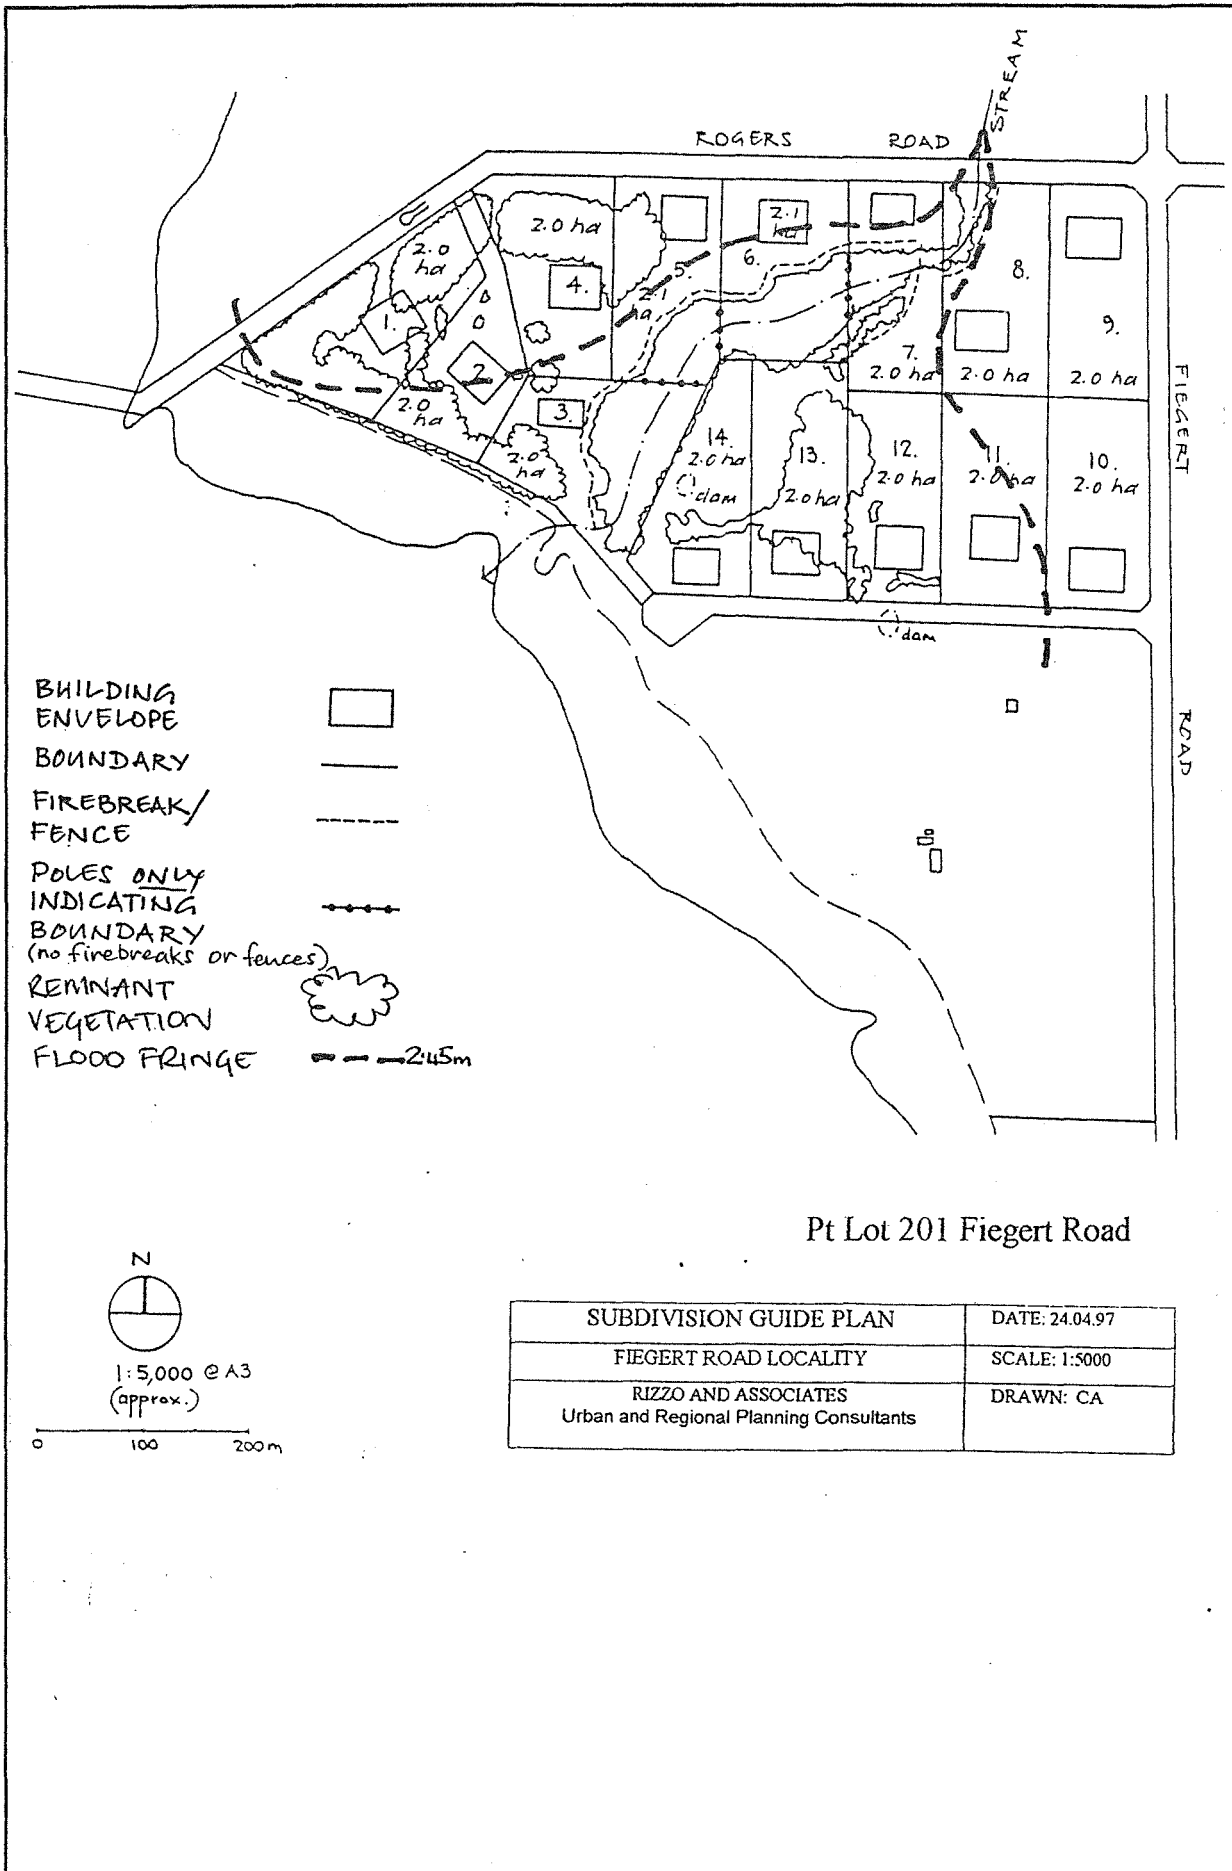 STREAM
ROGERS ROAD
2.0 ha
2.0
ha
2.1
ha
5.
6.
4.
2.1
ha
8.
1.
9.
2.
7.
2.0 ha
2.0 ha
2.0 ha
2.0
ha
3.
2.0
ha
14.
2.0 ha
dam
13.
2.0 ha
12.
2.0 ha
11.
2.0 ha
10.
2.0 ha
dam
FIEGERT
ROAD
BUILDING
ENVELOPE
BOUNDARY
FIREBREAK/
FENCE
POLES ONLY
INDICATING
BOUNDARY
(no firebreaks or fences)
REMNANT
VEGETATION
FLOOD FRINGE 2.45m
Pt Lot 201 Fiegert Road
N
1:5,000 @ A3
(approx.)
0 100 200m
SUBDIVISION GUIDE PLAN DATE: 24.04.97
FIEGERT ROAD LOCALITY SCALE: 1:5000
RIZZO AND ASSOCIATES DRAWN: CA
Urban and Regional Planning Consultants